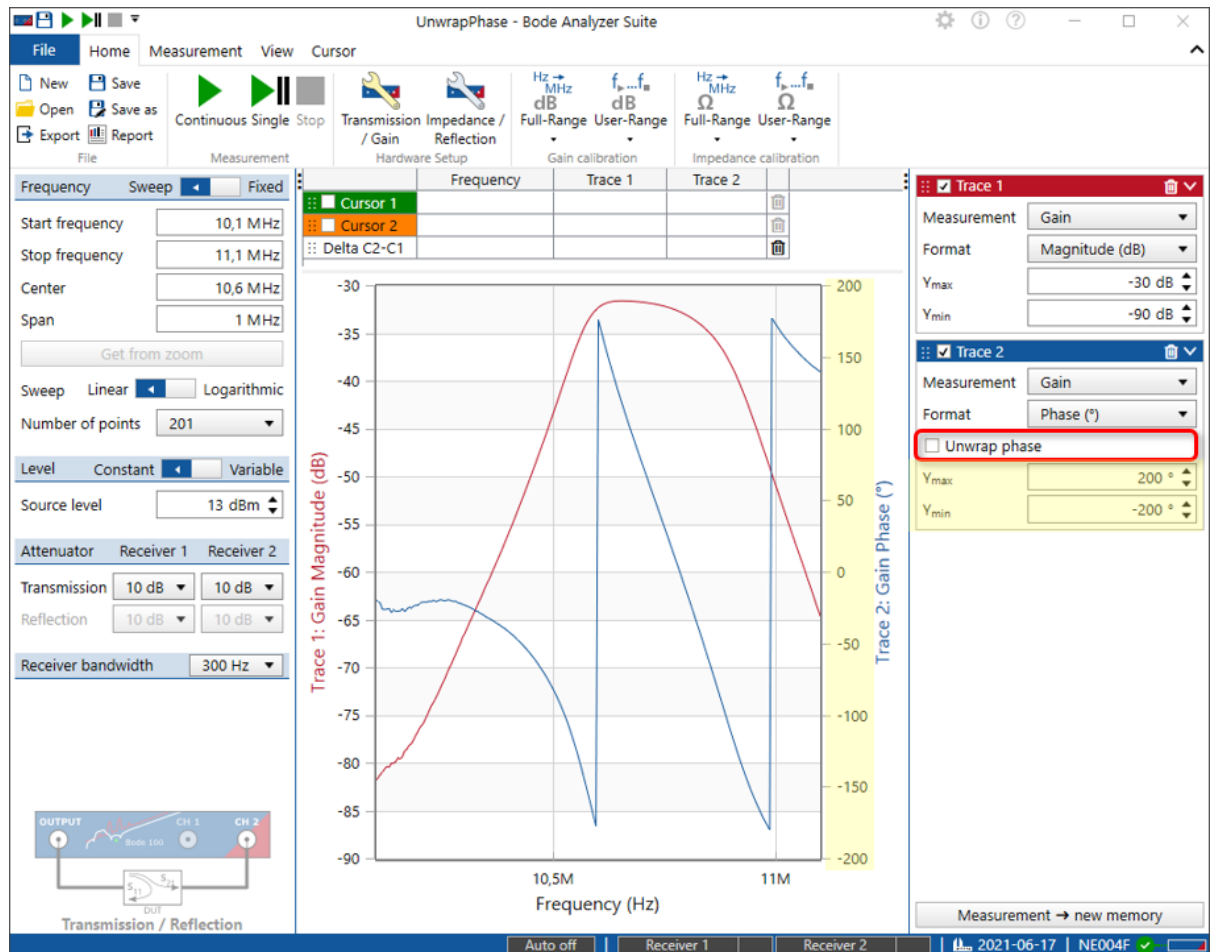 UnwrapPhase - Bode Analyzer Suite
File Home Measurement View Cursor
New Save
Open Save as
Export Report
File
Continuous Single Stop
Measurement
Transmission / Gain
Impedance / Reflection
Hardware Setup
Hz → MHz dB Full-Range
f▸...f■ dB User-Range
Gain calibration
Hz → MHz Ω Full-Range
f▸...f■ Ω User-Range
Impedance calibration
Frequency Sweep Fixed
Start frequency 10,1 MHz
Stop frequency 11,1 MHz
Center 10,6 MHz
Span 1 MHz
Get from zoom
Sweep Linear Logarithmic
Number of points 201
Level Constant Variable
Source level 13 dBm
Attenuator Receiver 1 Receiver 2
Transmission 10 dB 10 dB
Reflection 10 dB 10 dB
Receiver bandwidth 300 Hz
OUTPUT CH 1 CH 2
Bode 100
S11 S21
DUT
Transmission / Reflection
Frequency Trace 1 Trace 2
Cursor 1
Cursor 2
Delta C2-C1
Trace 1: Gain Magnitude (dB)
-30
-35
-40
-45
-50
-55
-60
-65
-70
-75
-80
-85
-90
10,5M 11M
Frequency (Hz)
200
150
100
50
0
-50
-100
-150
-200
Trace 2: Gain Phase (°)
Trace 1
Measurement Gain
Format Magnitude (dB)
Ymax -30 dB
Ymin -90 dB
Trace 2
Measurement Gain
Format Phase (°)
Unwrap phase
Ymax 200 °
Ymin -200 °
Measurement → new memory
Auto off Receiver 1 Receiver 2 2021-06-17 NE004F